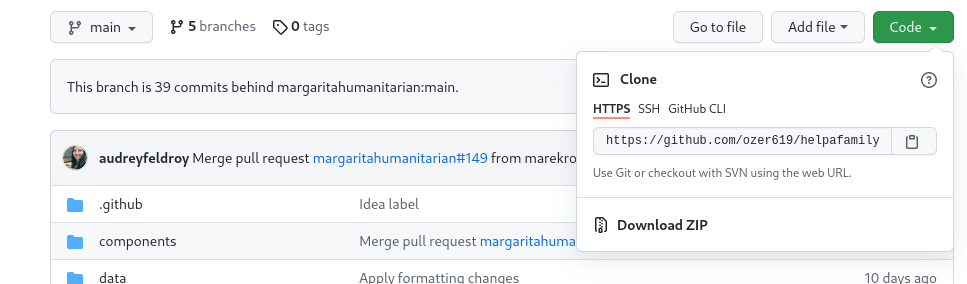 main 5 branches 0 tags Go to file Add file Code
This branch is 39 commits behind margaritahumanitarian:main.
Clone
HTTPS SSH GitHub CLI
https://github.com/ozer619/helpafamily
Use Git or checkout with SVN using the web URL.
Download ZIP
audreyfeldroy Merge pull request margaritahumanitarian#149 from marekro
.github Idea label
components Merge pull request margaritahuma
data Apply formatting changes 10 days ago